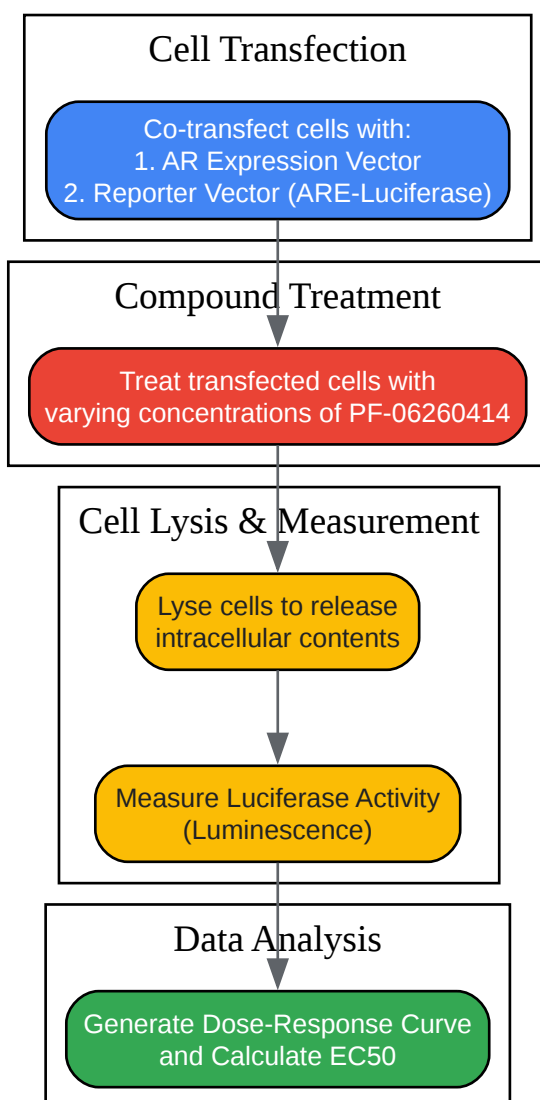 Cell Transfection
Co-transfect cells with:
1. AR Expression Vector
2. Reporter Vector (ARE-Luciferase)
Compound Treatment
Treat transfected cells with
varying concentrations of PF-06260414
Cell Lysis & Measurement
Lyse cells to release
intracellular contents
Measure Luciferase Activity
(Luminescence)
Data Analysis
Generate Dose-Response Curve
and Calculate EC50